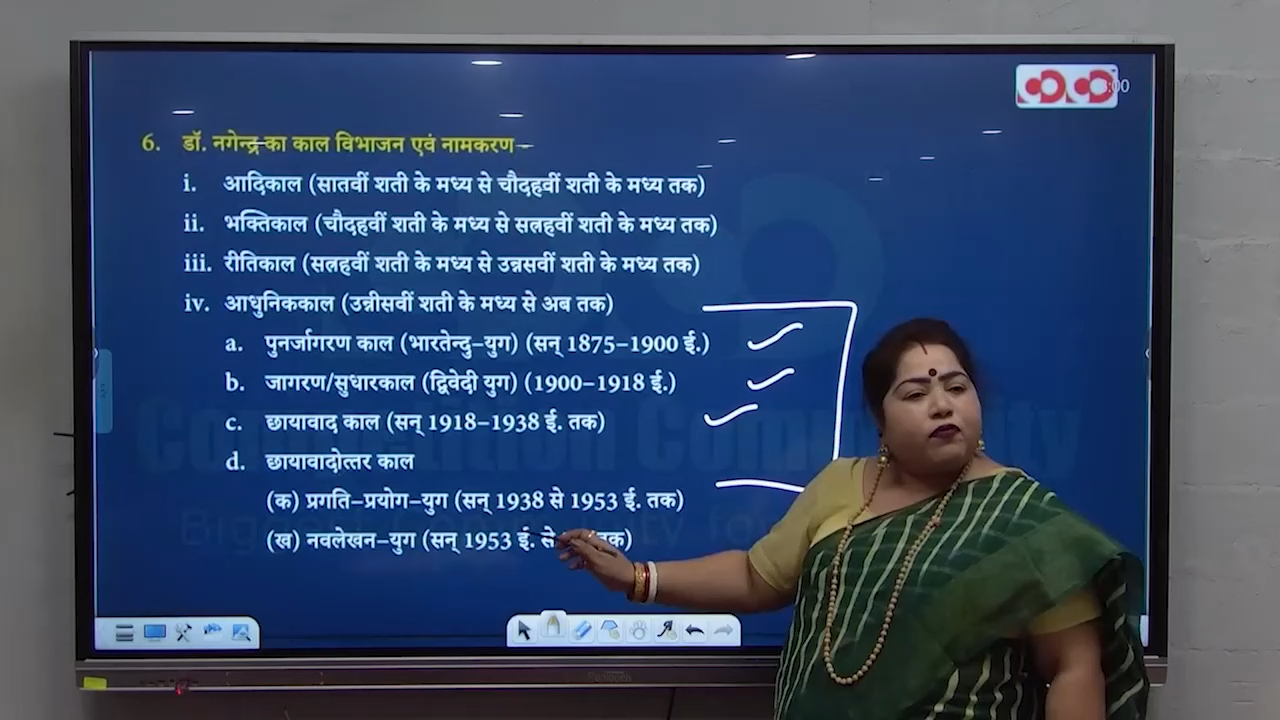 6. डॉ. नगेन्द्र का काल विभाजन एवं नामकरण –
i. आदिकाल (सातवीं शती के मध्य से चौदहवीं शती के मध्य तक)
ii. भक्तिकाल (चौदहवीं शती के मध्य से सत्रहवीं शती के मध्य तक)
iii. रीतिकाल (सत्रहवीं शती के मध्य से उन्नसवीं शती के मध्य तक)
iv. आधुनिककाल (उन्नीसवीं शती के मध्य से अब तक)
a. पुनर्जागरण काल (भारतेन्दु–युग) (सन् 1875–1900 ई.)
b. जागरण/सुधारकाल (द्विवेदी युग) (1900–1918 ई.)
c. छायावाद काल (सन् 1918–1938 ई. तक)
d. छायावादोत्तर काल
(क) प्रगति–प्रयोग–युग (सन् 1938 से 1953 ई. तक)
(ख) नवलेखन–युग (सन् 1953 ई. से तक)